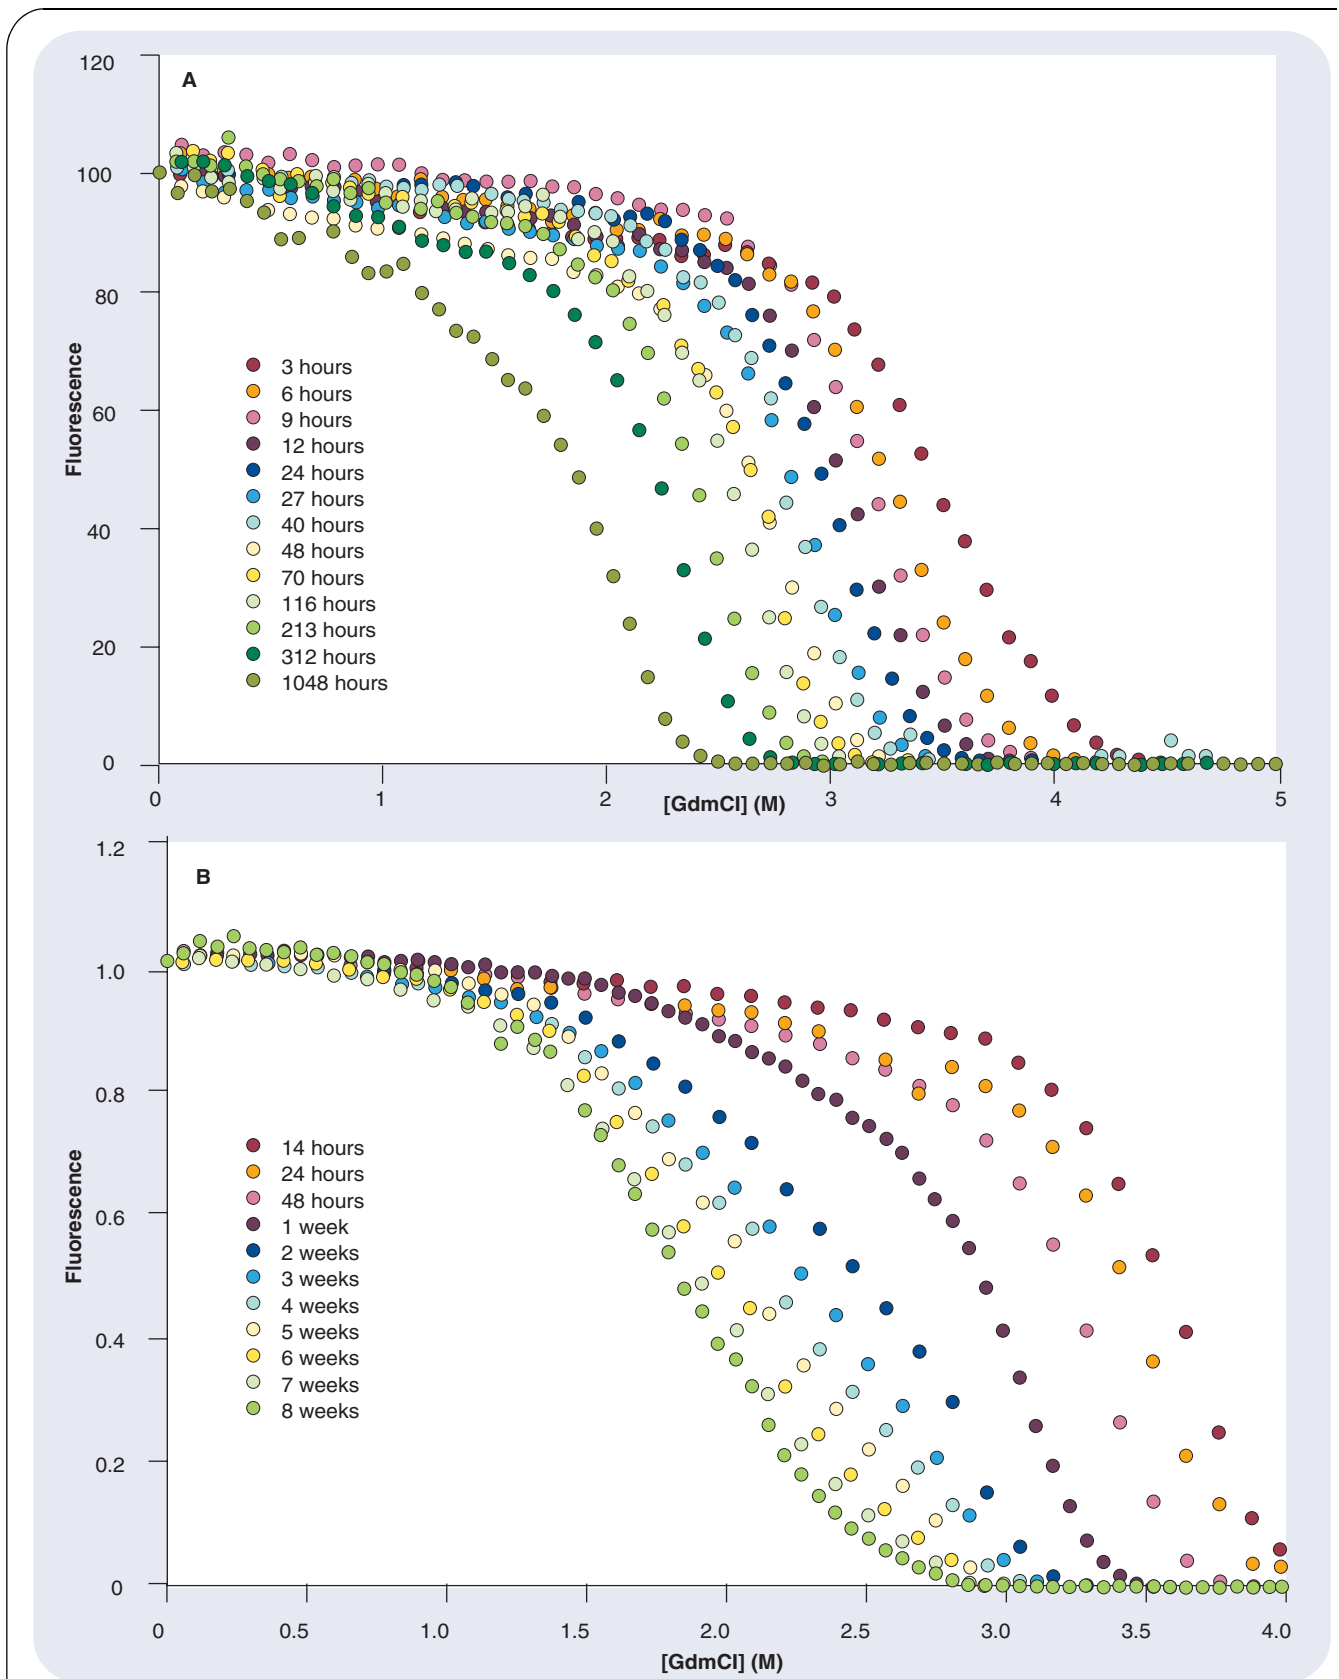 120
A
100
80
60
40
20
0
Fluorescence
3 hours
6 hours
9 hours
12 hours
24 hours
27 hours
40 hours
48 hours
70 hours
116 hours
213 hours
312 hours
1048 hours
0 1 2 3 4 5
[GdmCl] (M)
1.2
B
1.0
0.8
0.6
0.4
0.2
0
Fluorescence
14 hours
24 hours
48 hours
1 week
2 weeks
3 weeks
4 weeks
5 weeks
6 weeks
7 weeks
8 weeks
0 0.5 1.0 1.5 2.0 2.5 3.0 3.5 4.0
[GdmCl] (M)